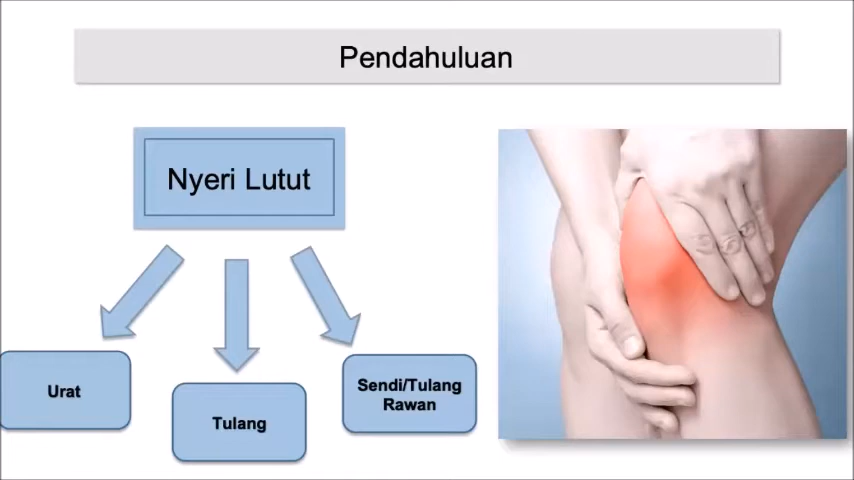 Pendahuluan
Nyeri Lutut
Urat
Tulang
Sendi/Tulang
Rawan